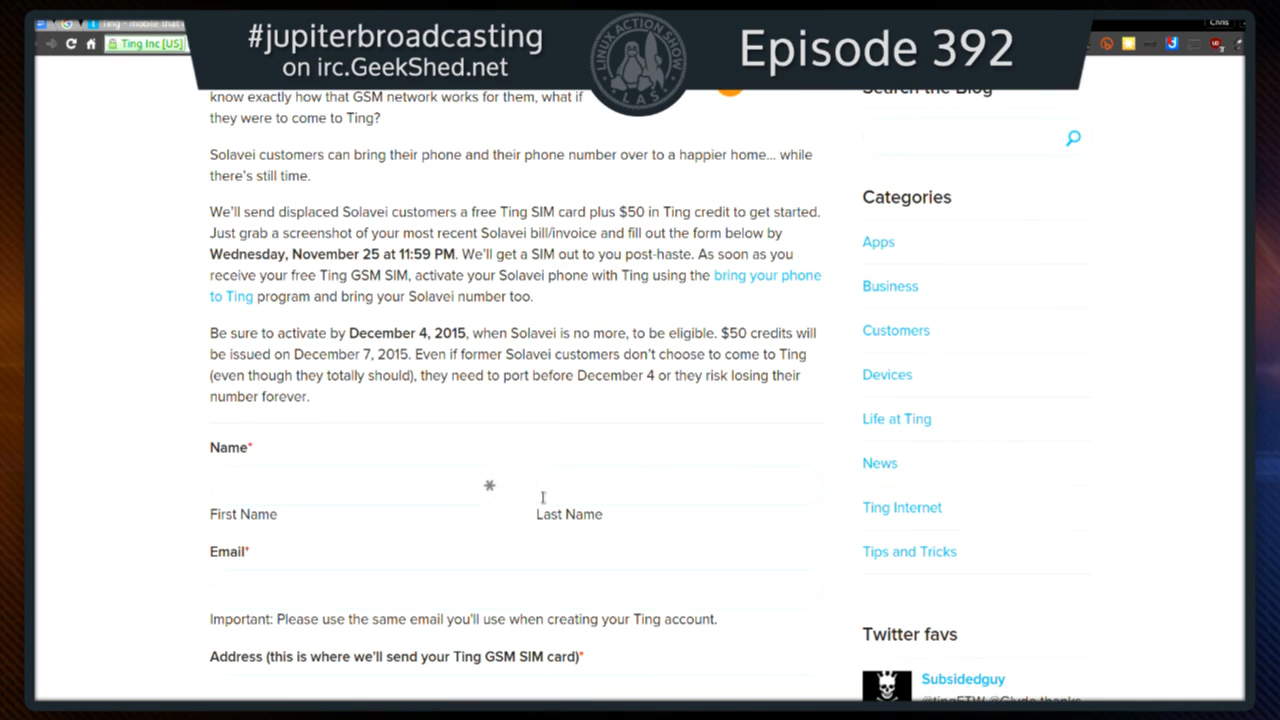 Ting - mobile that
Chris
Ting Inc [US]
#jupiterbroadcasting
on irc.GeekShed.net
LINUX ACTION SHOW
L A S
Episode 392
know exactly how that GSM network works for them, what if
they were to come to Ting?
Solavei customers can bring their phone and their phone number over to a happier home... while
there's still time.
We'll send displaced Solavei customers a free Ting SIM card plus $50 in Ting credit to get started.
Just grab a screenshot of your most recent Solavei bill/invoice and fill out the form below by
Wednesday, November 25 at 11:59 PM. We'll get a SIM out to you post-haste. As soon as you
receive your free Ting GSM SIM, activate your Solavei phone with Ting using the bring your phone
to Ting program and bring your Solavei number too.
Be sure to activate by December 4, 2015, when Solavei is no more, to be eligible. $50 credits will
be issued on December 7, 2015. Even if former Solavei customers don't choose to come to Ting
(even though they totally should), they need to port before December 4 or they risk losing their
number forever.
Name*
First Name
Last Name
Email*
Important: Please use the same email you'll use when creating your Ting account.
Address (this is where we'll send your Ting GSM SIM card)*
Search the Blog
Categories
Apps
Business
Customers
Devices
Life at Ting
News
Ting Internet
Tips and Tricks
Twitter favs
Subsidedguy
@tingFTW @Glyde thanks